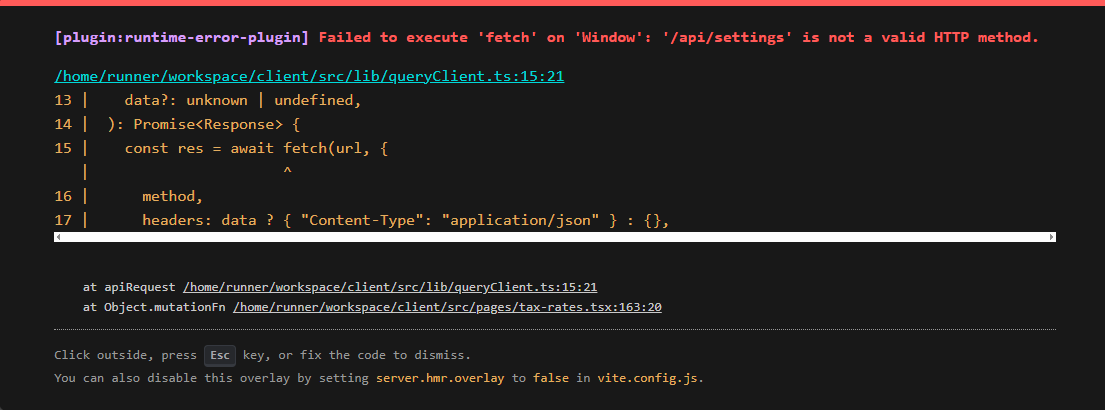 [plugin:runtime-error-plugin] Failed to execute 'fetch' on 'Window': '/api/settings' is not a valid HTTP method.
/home/runner/workspace/client/src/lib/queryClient.ts:15:21
13 |    data?: unknown | undefined,
14 |  ): Promise<Response> {
15 |    const res = await fetch(url, {
   |                      ^
16 |      method,
17 |      headers: data ? { "Content-Type": "application/json" } : {},
at apiRequest /home/runner/workspace/client/src/lib/queryClient.ts:15:21
at Object.mutationFn /home/runner/workspace/client/src/pages/tax-rates.tsx:163:20
Click outside, press Esc key, or fix the code to dismiss.
You can also disable this overlay by setting server.hmr.overlay to false in vite.config.js.